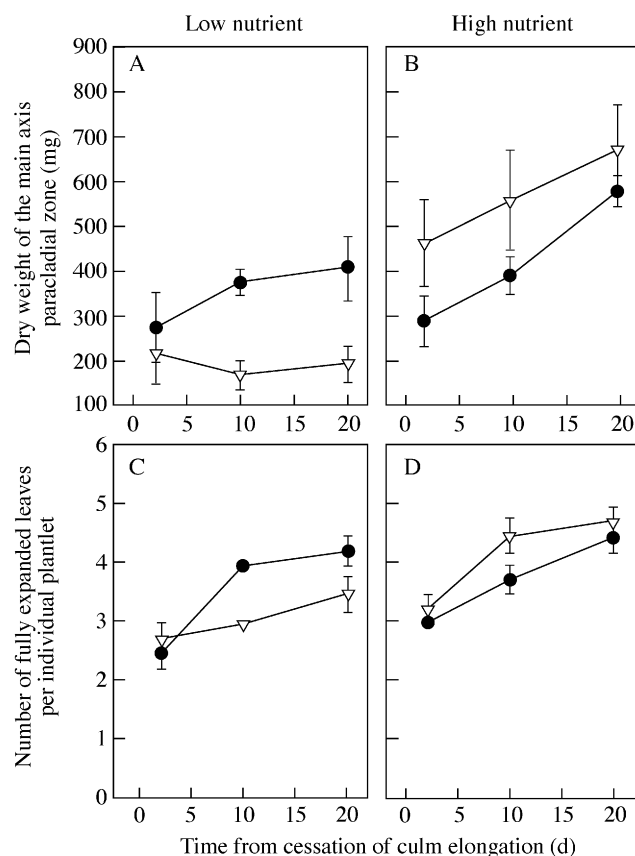 Low nutrient
High nutrient
Dry weight of the main axis
paracladial zone (mg)
A
900
800
700
600
500
400
300
200
100
0 5 10 15 20
B
0 5 10 15 20
Number of fully expanded leaves
per individual plantlet
C
6
5
4
3
2
1
0
0 5 10 15 20
D
0 5 10 15 20
Time from cessation of culm elongation (d)